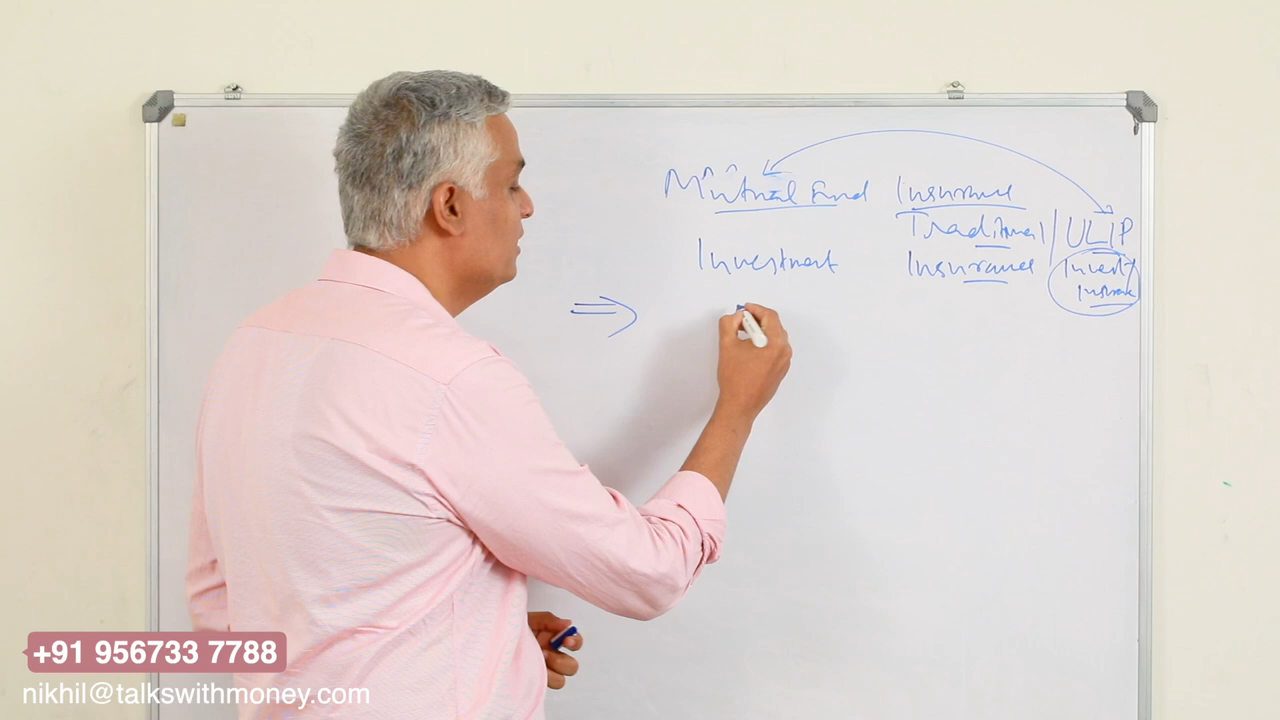 Mutual Fund Insurance
Traditional / ULIP
Investment Insurance Invest +
Insurance
+91 956733 7788
nikhil@talkswithmoney.com